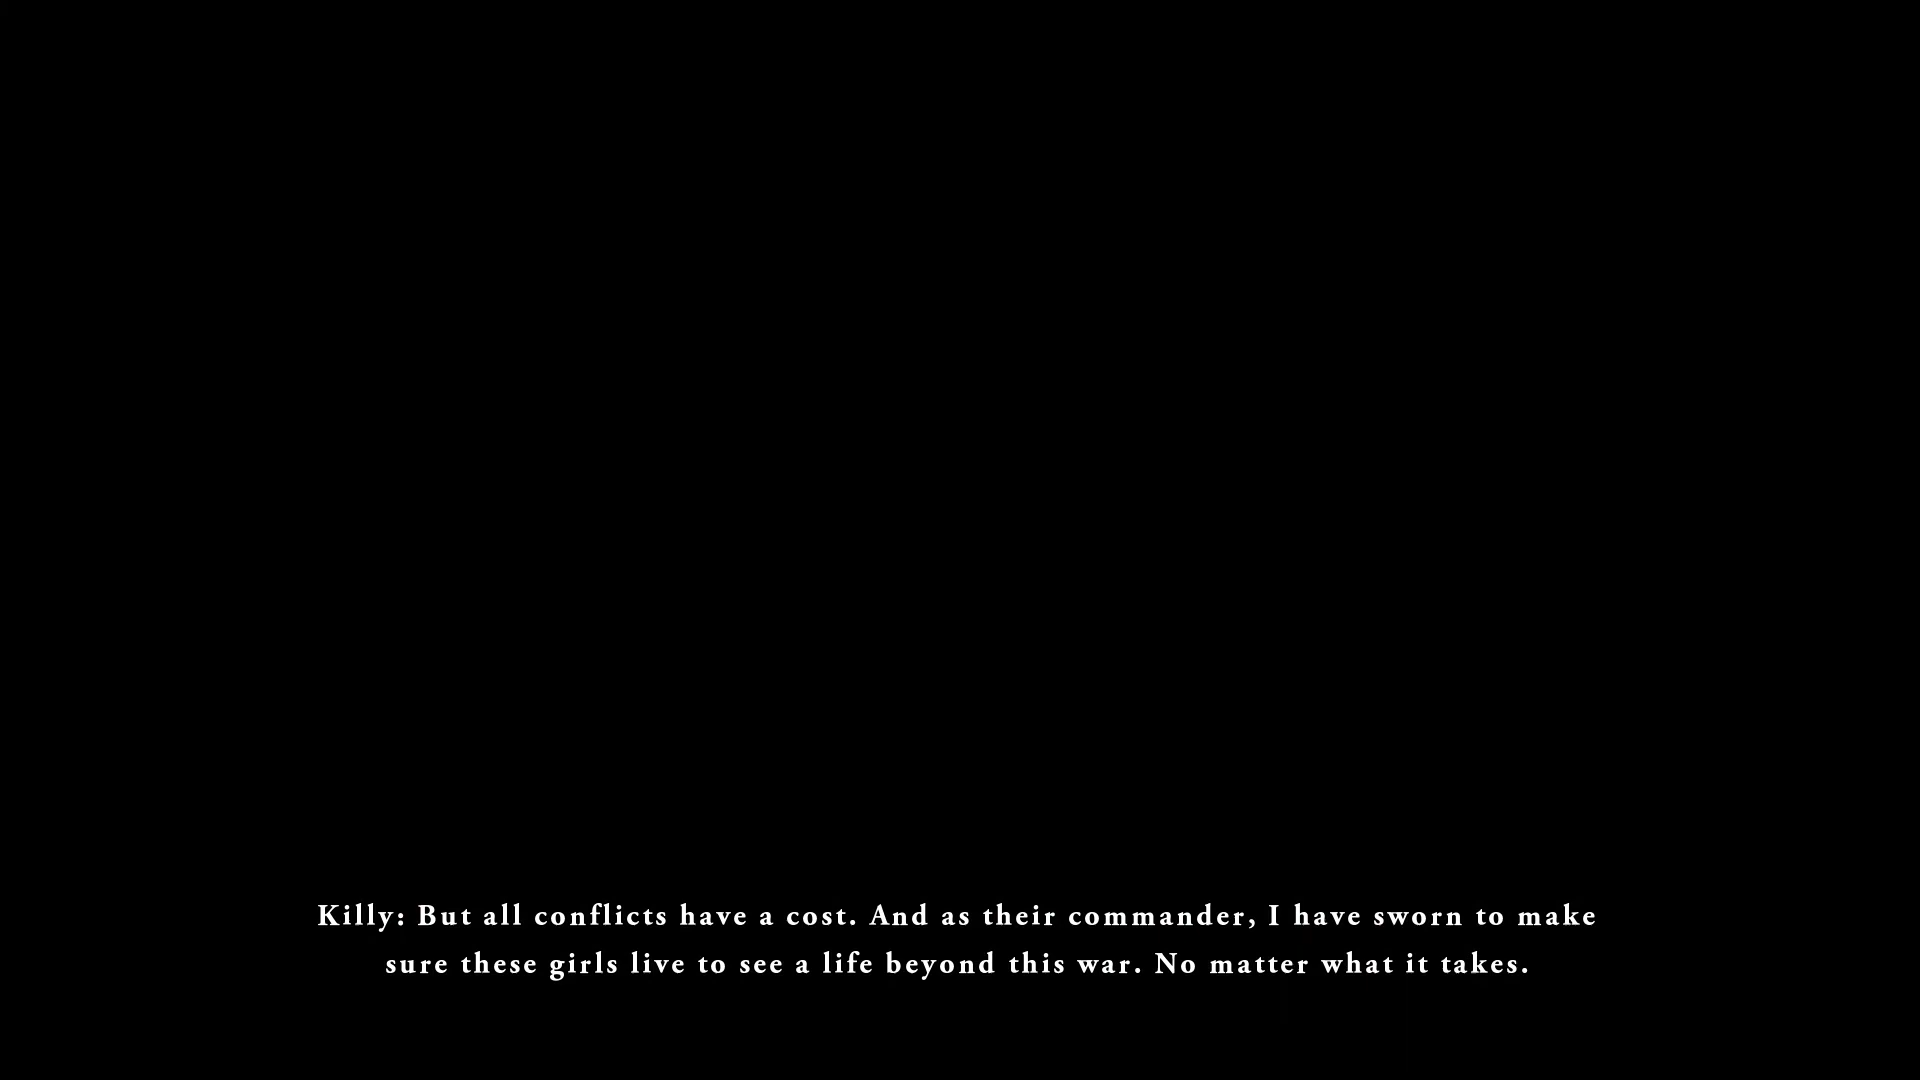 Killy: But all conflicts have a cost. And as their commander, I have sworn to make
sure these girls live to see a life beyond this war. No matter what it takes.